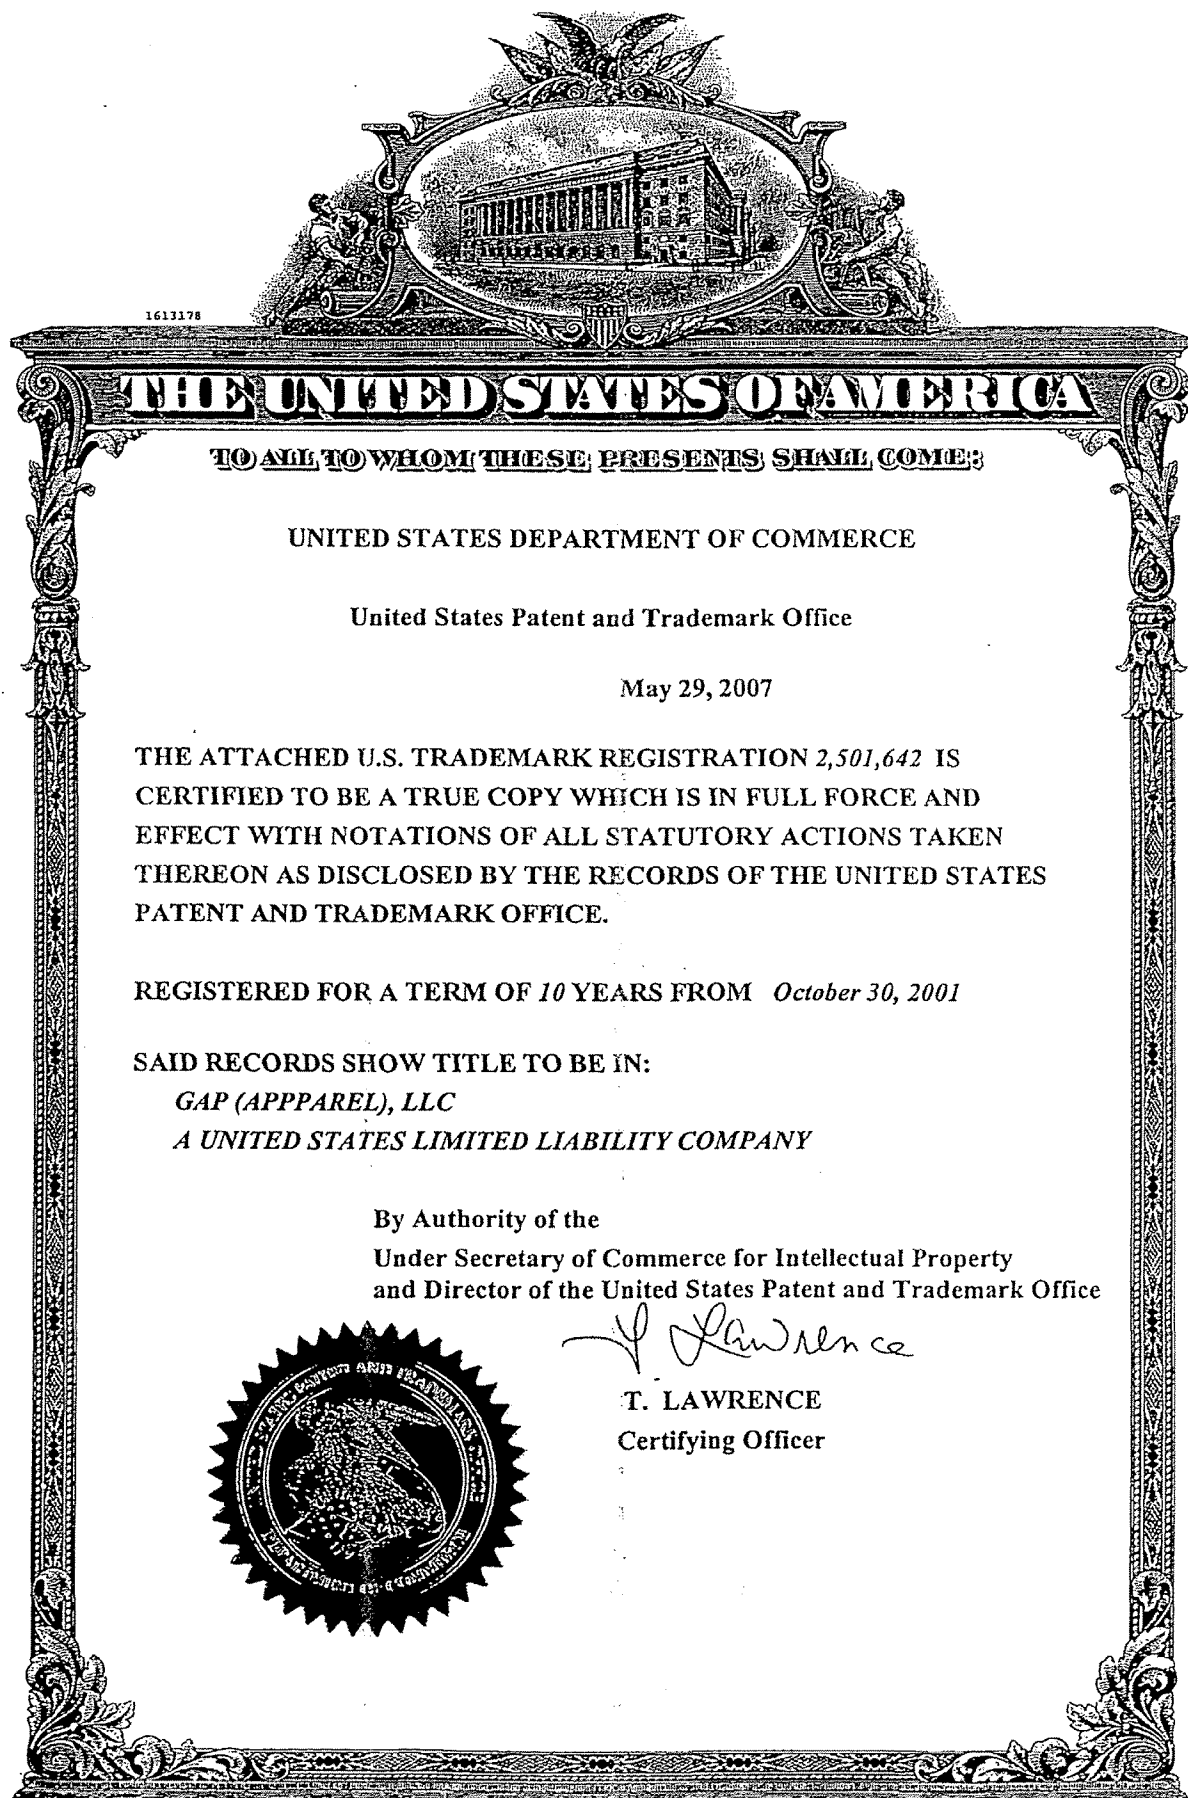 1613178
THE UNITED STATES OF AMERICA
TO ALL TO WHOM THESE PRESENTS SHALL COME:
UNITED STATES DEPARTMENT OF COMMERCE
United States Patent and Trademark Office
May 29, 2007
THE ATTACHED U.S. TRADEMARK REGISTRATION 2,501,642 IS
CERTIFIED TO BE A TRUE COPY WHICH IS IN FULL FORCE AND
EFFECT WITH NOTATIONS OF ALL STATUTORY ACTIONS TAKEN
THEREON AS DISCLOSED BY THE RECORDS OF THE UNITED STATES
PATENT AND TRADEMARK OFFICE.
REGISTERED FOR A TERM OF 10 YEARS FROM October 30, 2001
SAID RECORDS SHOW TITLE TO BE IN:
GAP (APPPAREL), LLC
A UNITED STATES LIMITED LIABILITY COMPANY
By Authority of the
Under Secretary of Commerce for Intellectual Property
and Director of the United States Patent and Trademark Office
T Lawrence
T. LAWRENCE
Certifying Officer